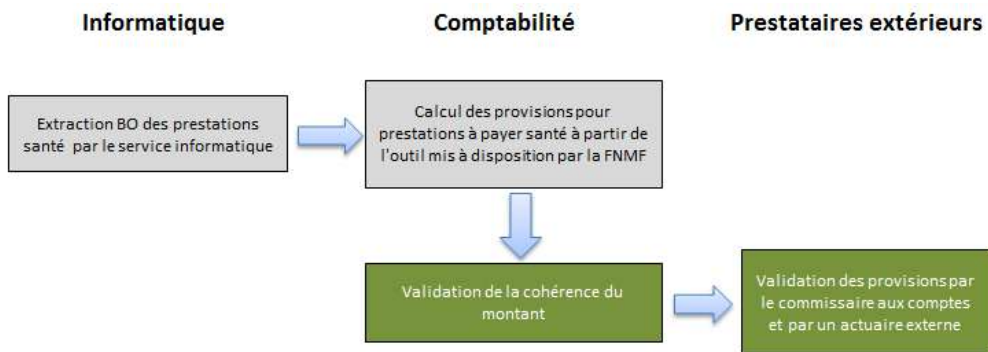 Informatique
Comptabilité
Prestataires extérieurs
Extraction BO des prestations
santé par le service informatique
Calcul des provisions pour
prestations à payer santé à partir de
l'outil mis à disposition par la FNMF
Validation de la cohérence du
montant
Validation des provisions par
le commissaire aux comptes
et par un actuaire externe